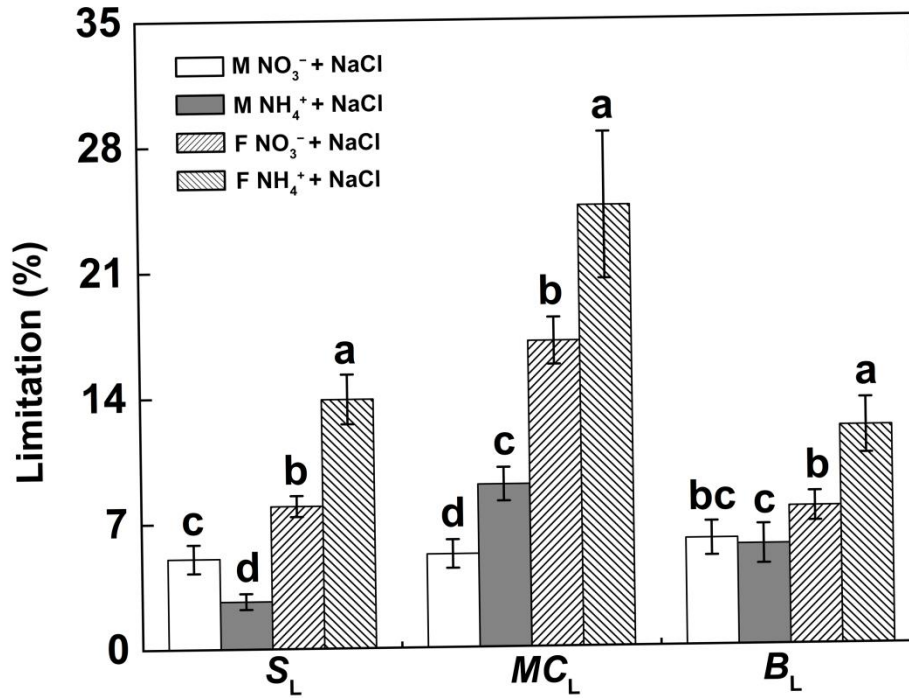 35
28
21
14
7
0
Limitation (%)
M NO₃⁻ + NaCl
M NH₄⁺ + NaCl
F NO₃⁻ + NaCl
F NH₄⁺ + NaCl
c d b a
d c b a
bc c b a
S_L MC_L B_L